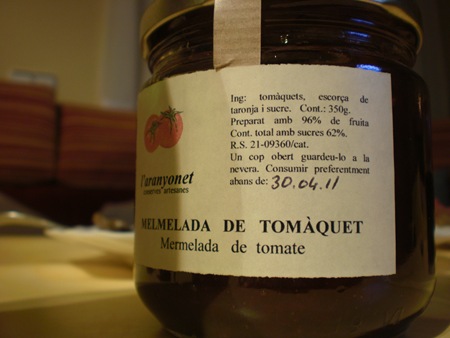 Ing: tomàquets, escorça de
taronja i sucre. Cont.: 350g.
Preparat amb 96% de fruita
Cont. total amb sucres 62%.
R.S. 21-09360/cat.
Un cop obert guardeu-lo a la
nevera. Consumir preferentment
abans de: 30.04.11
l'aranyonet
conserves artesanes
MELMELADA DE TOMÀQUET
Mermelada de tomate